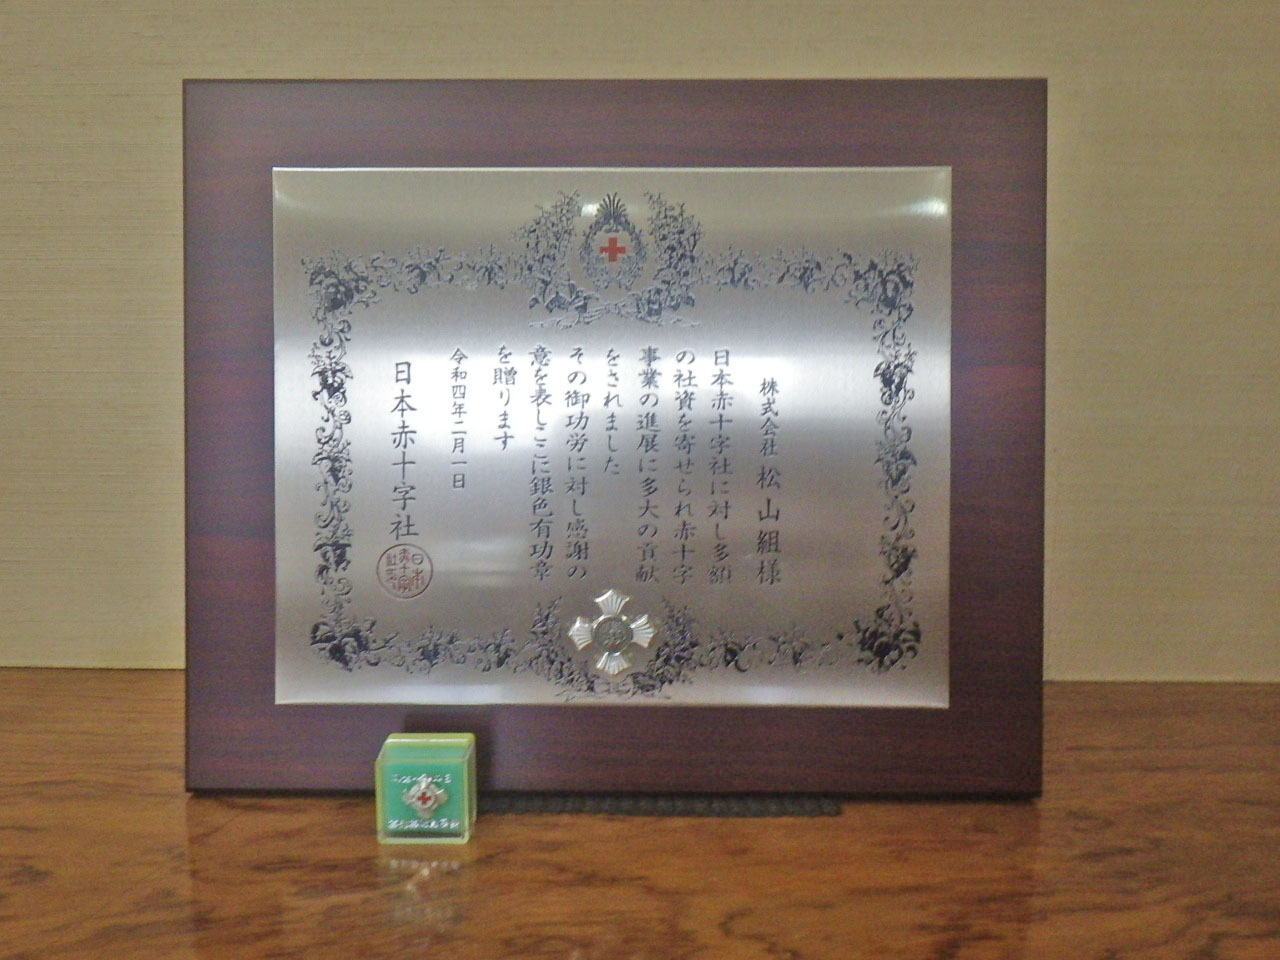 株式会社 松山組様
日本赤十字社に対し多額
の社資を寄せられ赤十字
事業の進展に多大の貢献
をされました
その御功労に対し感謝の
意を表しここに銀色有功章
を贈ります
令和四年二月一日
日本赤十字社